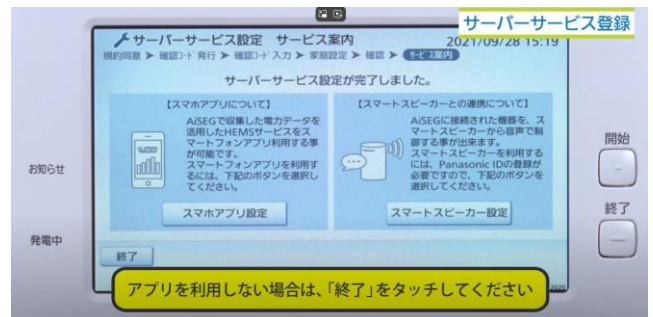 サーバーサービス登録
サーバーサービス設定　サービス案内
2021/09/28 15:19
規約同意 ➤ 確認コード発行 ➤ 確認コード入力 ➤ 家庭設定 ➤ 確認 ➤ サービス案内
サーバーサービス設定が完了しました。
【スマホアプリについて】
AiSEGで収集した電力データを
活用したHEMSサービスをス
マートフォンアプリ利用する事
が可能です。
スマートフォンアプリを利用す
るには、下記のボタンを選択し
てください。
スマホアプリ設定
【スマートスピーカーとの連携について】
AiSEGに接続された機器を、ス
マートスピーカーから音声で制
御する事が出来ます。
スマートスピーカーを利用する
には、Panasonic IDの登録が
必要ですので、下記のボタンを
選択してください。
スマートスピーカー設定
お知らせ
発電中
開始
終了
終了
アプリを利用しない場合は、「終了」をタッチしてください